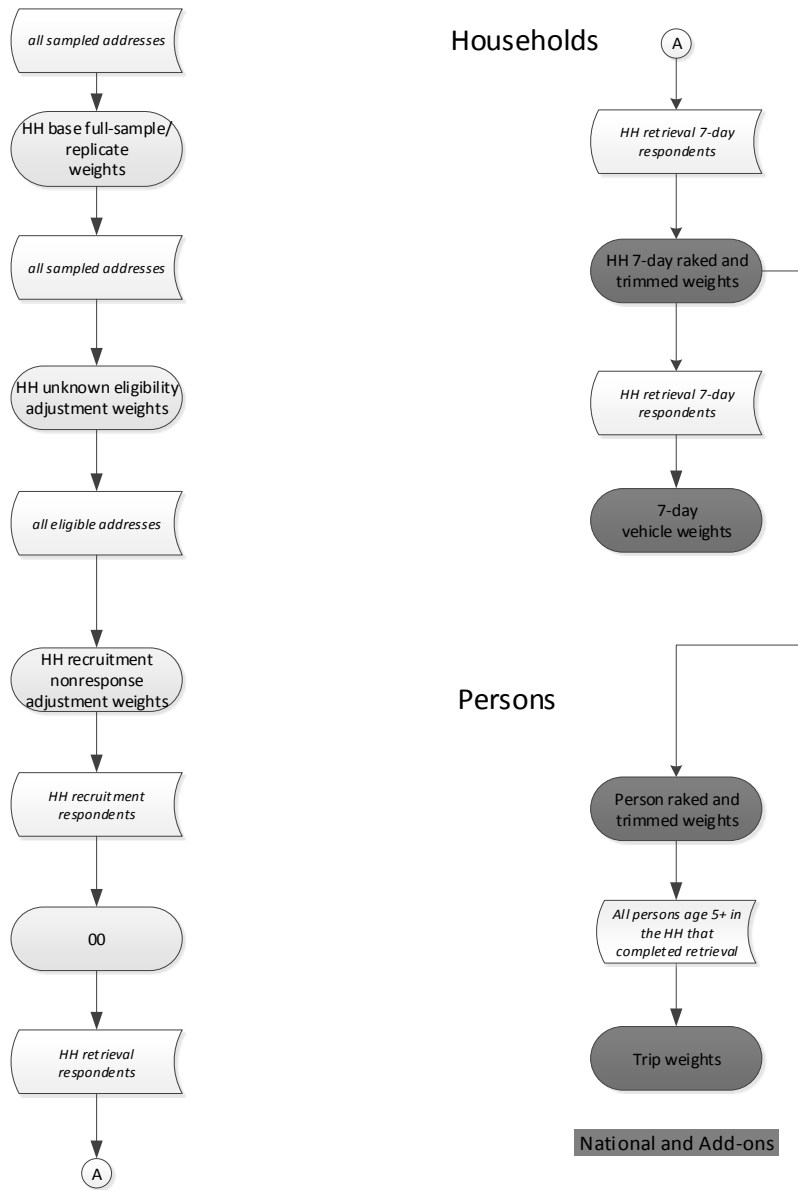 all sampled addresses
HH base full-sample/
replicate
weights
all sampled addresses
HH unknown eligibility
adjustment weights
all eligible addresses
HH recruitment
nonresponse
adjustment weights
HH recruitment
respondents
00
HH retrieval
respondents
A
Households
A
HH retrieval 7-day
respondents
HH 7-day raked and
trimmed weights
HH retrieval 7-day
respondents
7-day
vehicle weights
Persons
Person raked and
trimmed weights
All persons age 5+ in
the HH that
completed retrieval
Trip weights
National and Add-ons